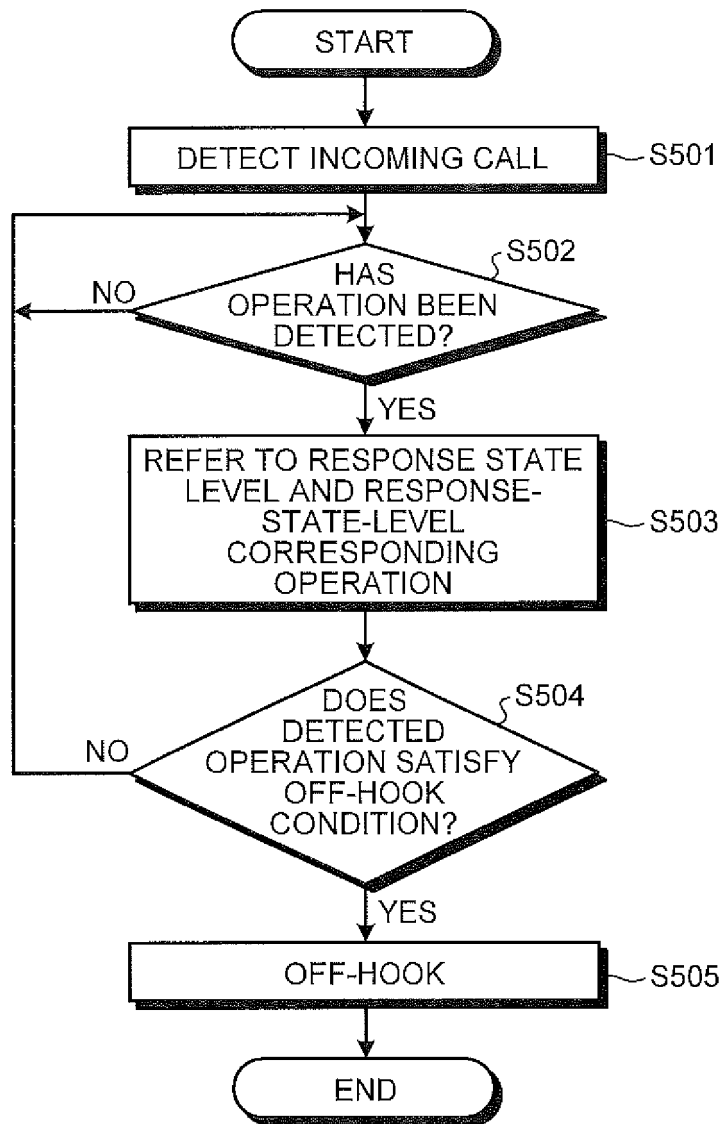 START
DETECT INCOMING CALL
S501
HAS
OPERATION BEEN
DETECTED?
S502
NO
YES
REFER TO RESPONSE STATE
LEVEL AND RESPONSE-
STATE-LEVEL
CORRESPONDING
OPERATION
S503
DOES
DETECTED
OPERATION SATISFY
OFF-HOOK
CONDITION?
S504
NO
YES
OFF-HOOK
S505
END